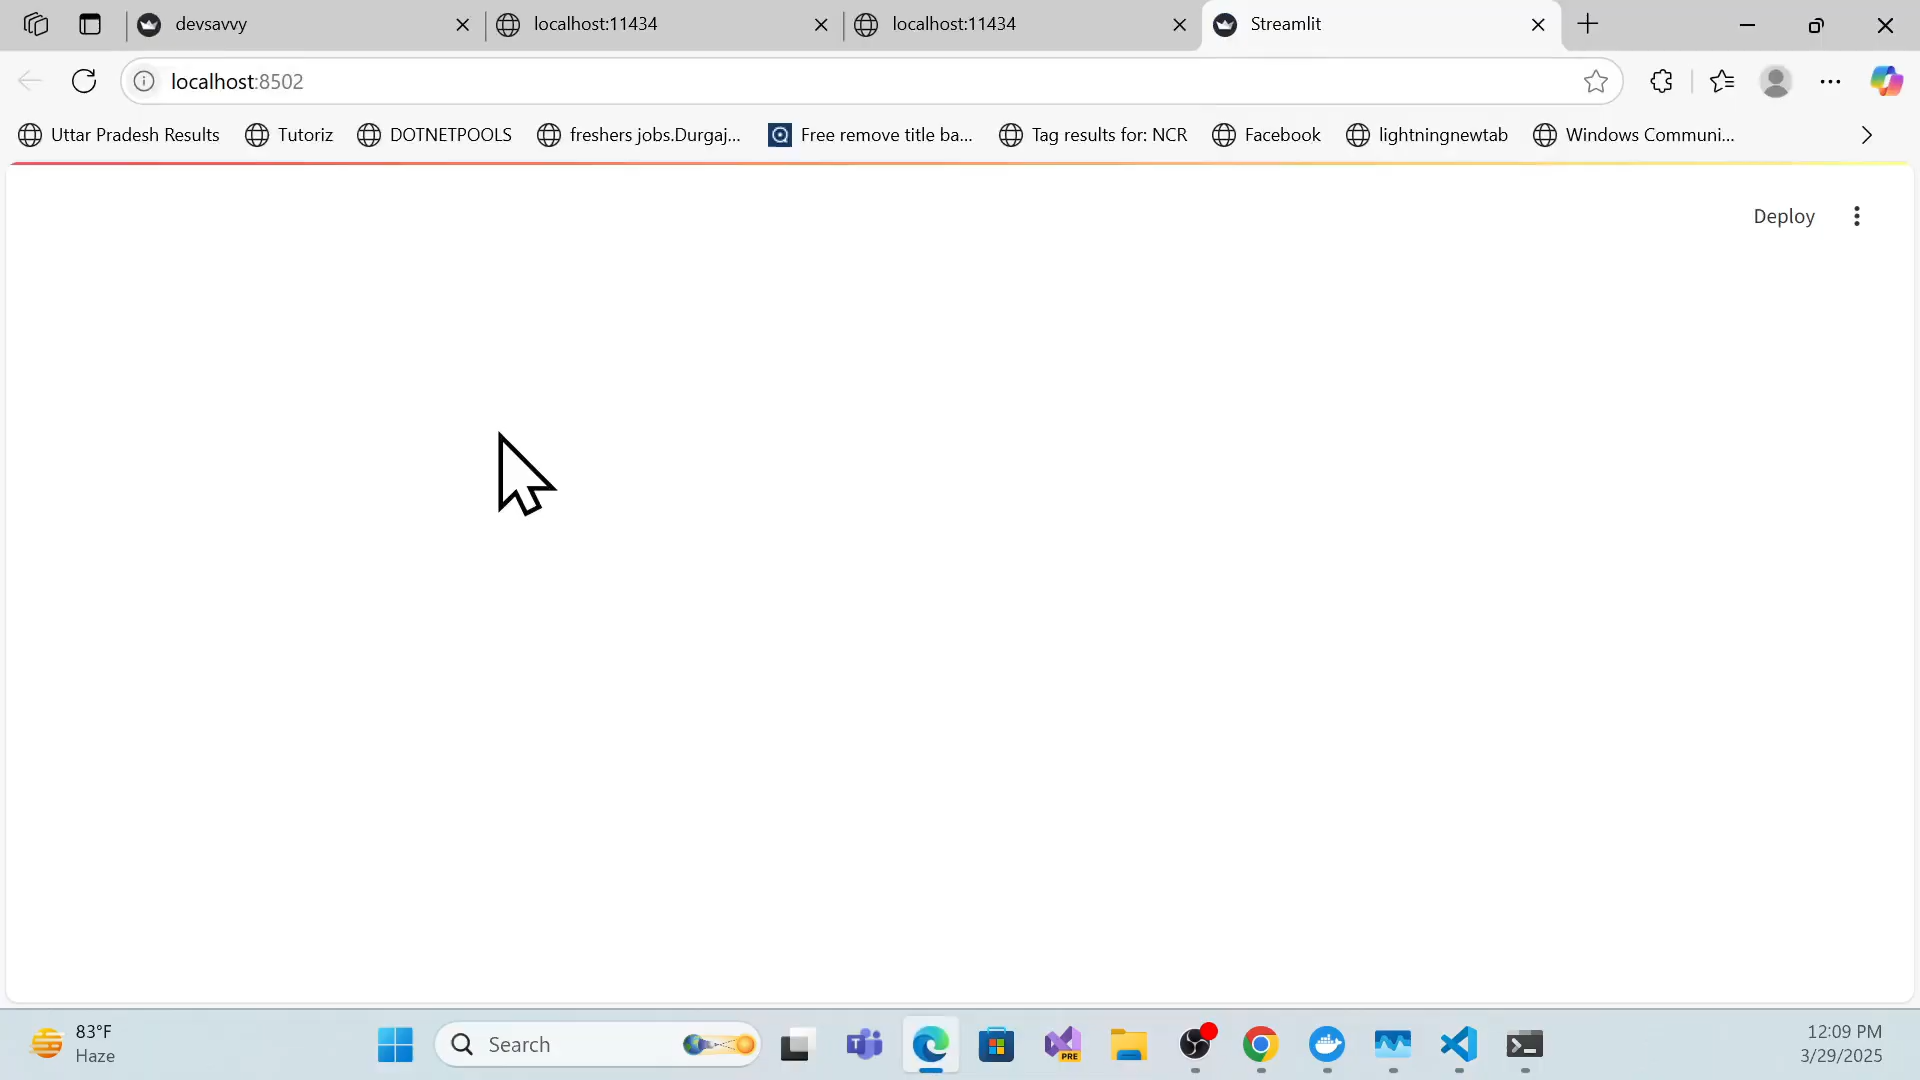 devsavvy
localhost:11434
localhost:11434
Streamlit
localhost:8502
Uttar Pradesh Results
Tutoriz
DOTNETPOOLS
freshers jobs.Durgaj...
Free remove title ba...
Tag results for: NCR
Facebook
lightningnewtab
Windows Communi...
Deploy
83°F
Haze
Search
PRE
12:09 PM
3/29/2025